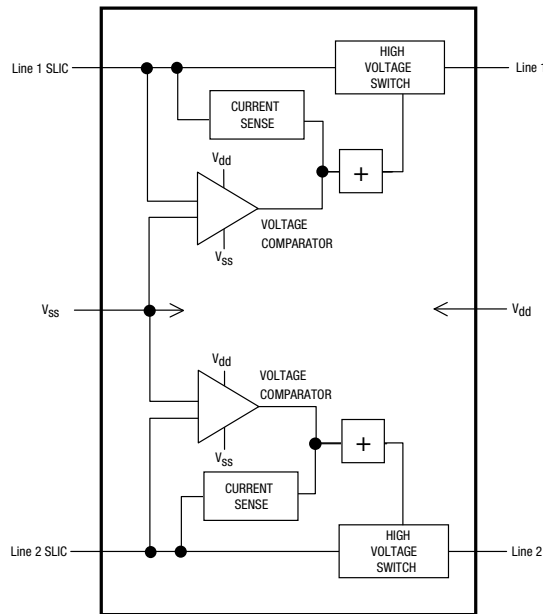 Line 1 SLIC
HIGH
VOLTAGE
SWITCH
Line 1
CURRENT
SENSE
Vdd
+
VOLTAGE
COMPARATOR
Vss
Vss
Vdd
Vdd
VOLTAGE
COMPARATOR
+
Vss
CURRENT
SENSE
Line 2 SLIC
HIGH
VOLTAGE
SWITCH
Line 2